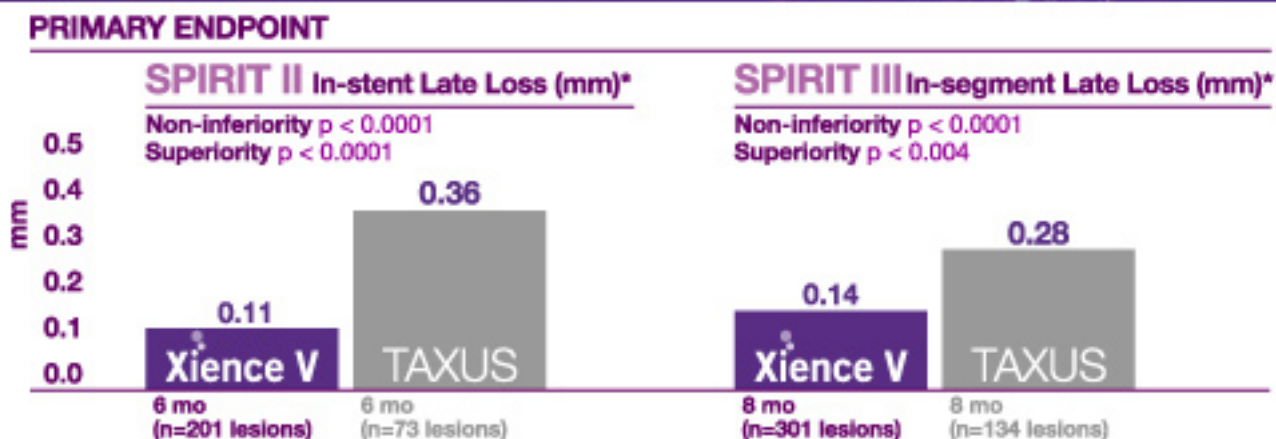 PRIMARY ENDPOINT
SPIRIT II In-stent Late Loss (mm)*
Non-inferiority p < 0.0001
Superiority p < 0.0001
SPIRIT III In-segment Late Loss (mm)*
Non-inferiority p < 0.0001
Superiority p < 0.004
mm
0.5
0.4
0.3
0.2
0.1
0.0
0.11
0.36
Xience V
TAXUS
6 mo
(n=201 lesions)
6 mo
(n=73 lesions)
0.14
0.28
Xience V
TAXUS
8 mo
(n=301 lesions)
8 mo
(n=134 lesions)